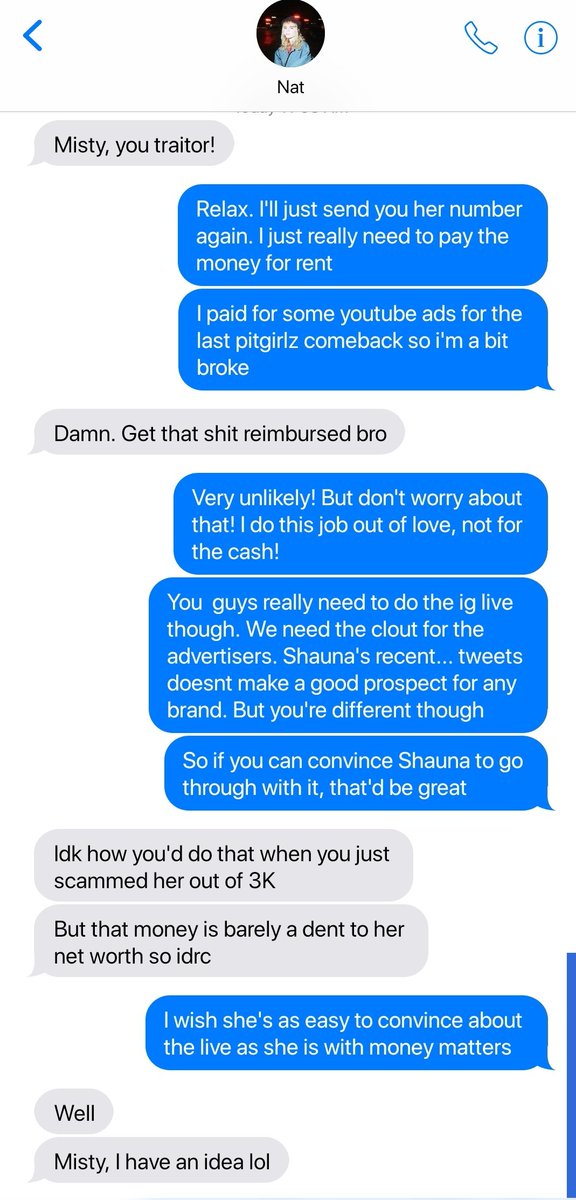 Nat
Misty, you traitor!
Relax. I'll just send you her number
again. I just really need to pay the
money for rent
I paid for some youtube ads for the
last pitgirlz comeback so i'm a bit
broke
Damn. Get that shit reimbursed bro
Very unlikely! But don't worry about
that! I do this job out of love, not for
the cash!
You  guys really need to do the ig live
though. We need the clout for the
advertisers. Shauna's recent... tweets
doesnt make a good prospect for any
brand. But you're different though
So if you can convince Shauna to go
through with it, that'd be great
Idk how you'd do that when you just
scammed her out of 3K
But that money is barely a dent to her
net worth so idrc
I wish she's as easy to convince about
the live as she is with money matters
Well
Misty, I have an idea lol